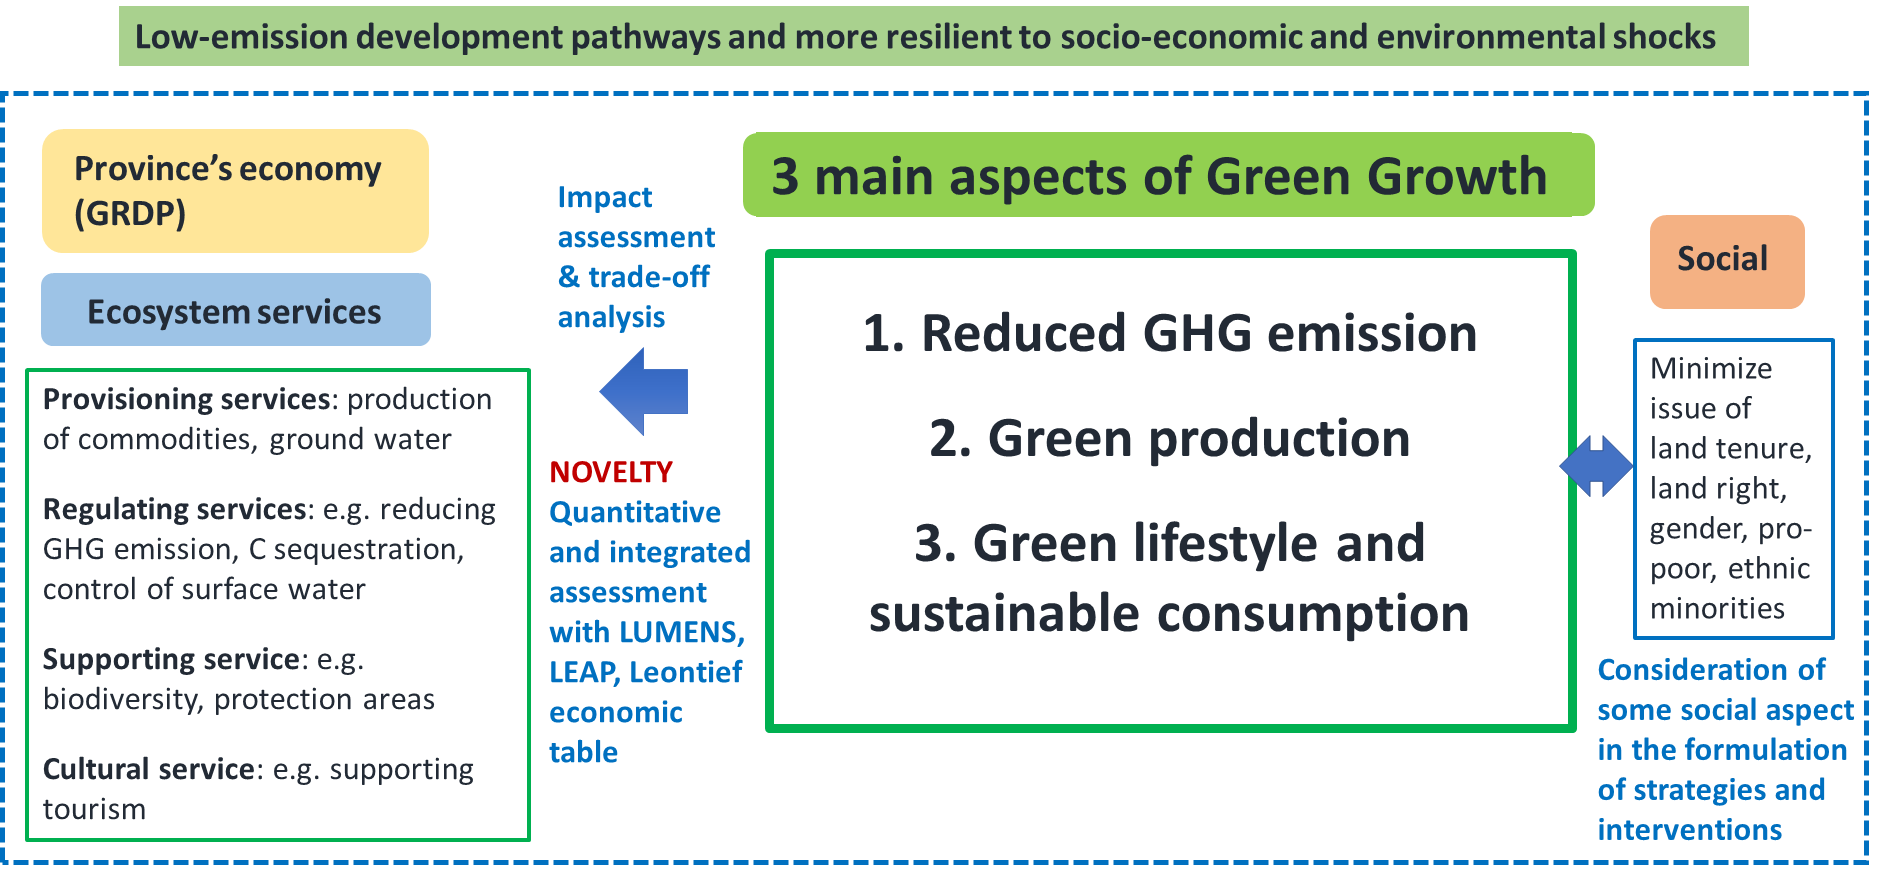 Low-emission development pathways and more resilient to socio-economic and environmental shocks
Province's economy
(GRDP)
Ecosystem services
Provisioning services: production
of commodities, ground water
Regulating services: e.g. reducing
GHG emission, C sequestration,
control of surface water
Supporting service: e.g.
biodiversity, protection areas
Cultural service: e.g. supporting
tourism
Impact
assessment
& trade-off
analysis
NOVELTY
Quantitative
and integrated
assessment
with LUMENS,
LEAP, Leontief
economic
table
3 main aspects of Green Growth
1. Reduced GHG emission
2. Green production
3. Green lifestyle and
sustainable consumption
Social
Minimize
issue of
land tenure,
land right,
gender, pro-
poor, ethnic
minorities
Consideration of
some social aspect
in the formulation
of strategies and
interventions